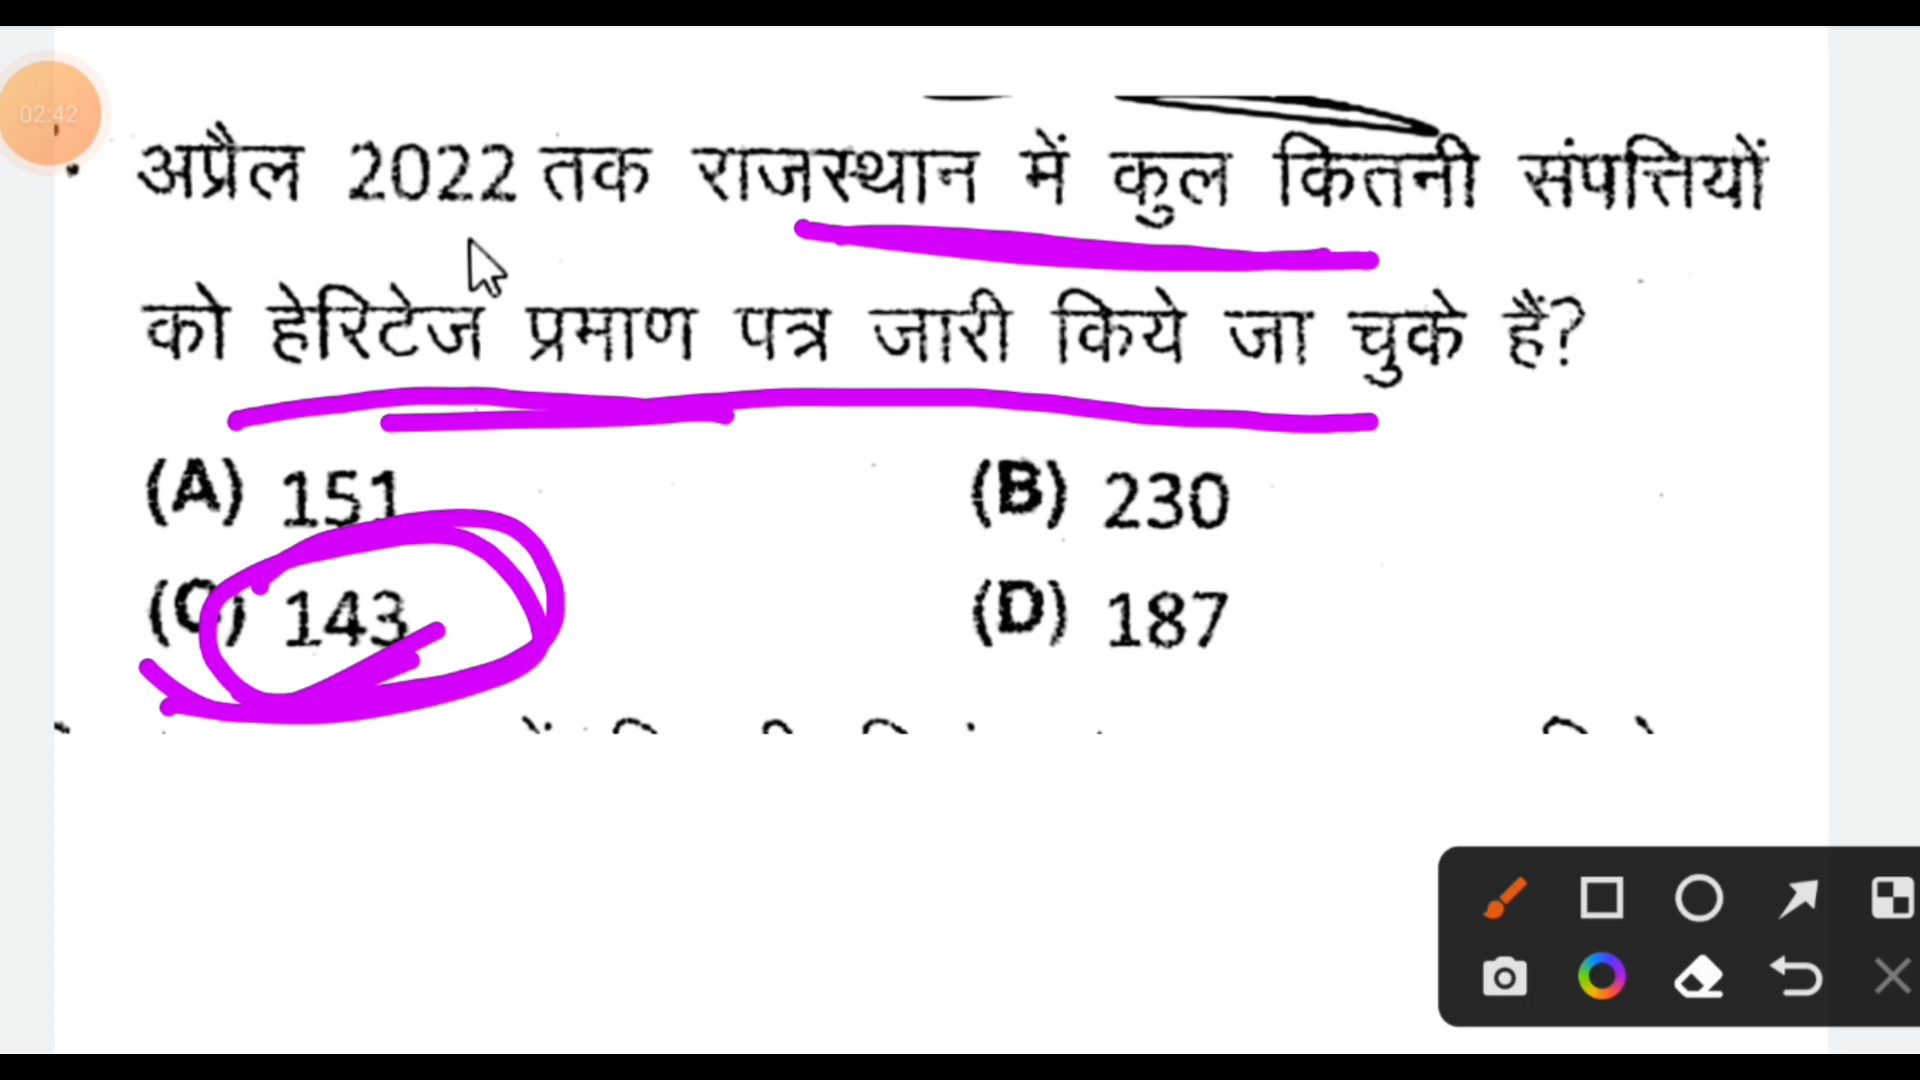 02:42
अप्रैल 2022 तक राजस्थान में कुल कितनी संपत्तियों
को हेरिटेज प्रमाण पत्र जारी किये जा चुके हैं?
(A) 151 (B) 230
(C) 143 (D) 187